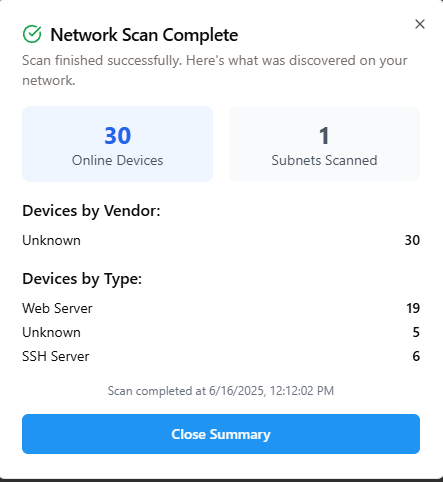 Network Scan Complete
Scan finished successfully. Here's what was discovered on your
network.
30
Online Devices
1
Subnets Scanned
Devices by Vendor:
Unknown 30
Devices by Type:
Web Server 19
Unknown 5
SSH Server 6
Scan completed at 6/16/2025, 12:12:02 PM
Close Summary